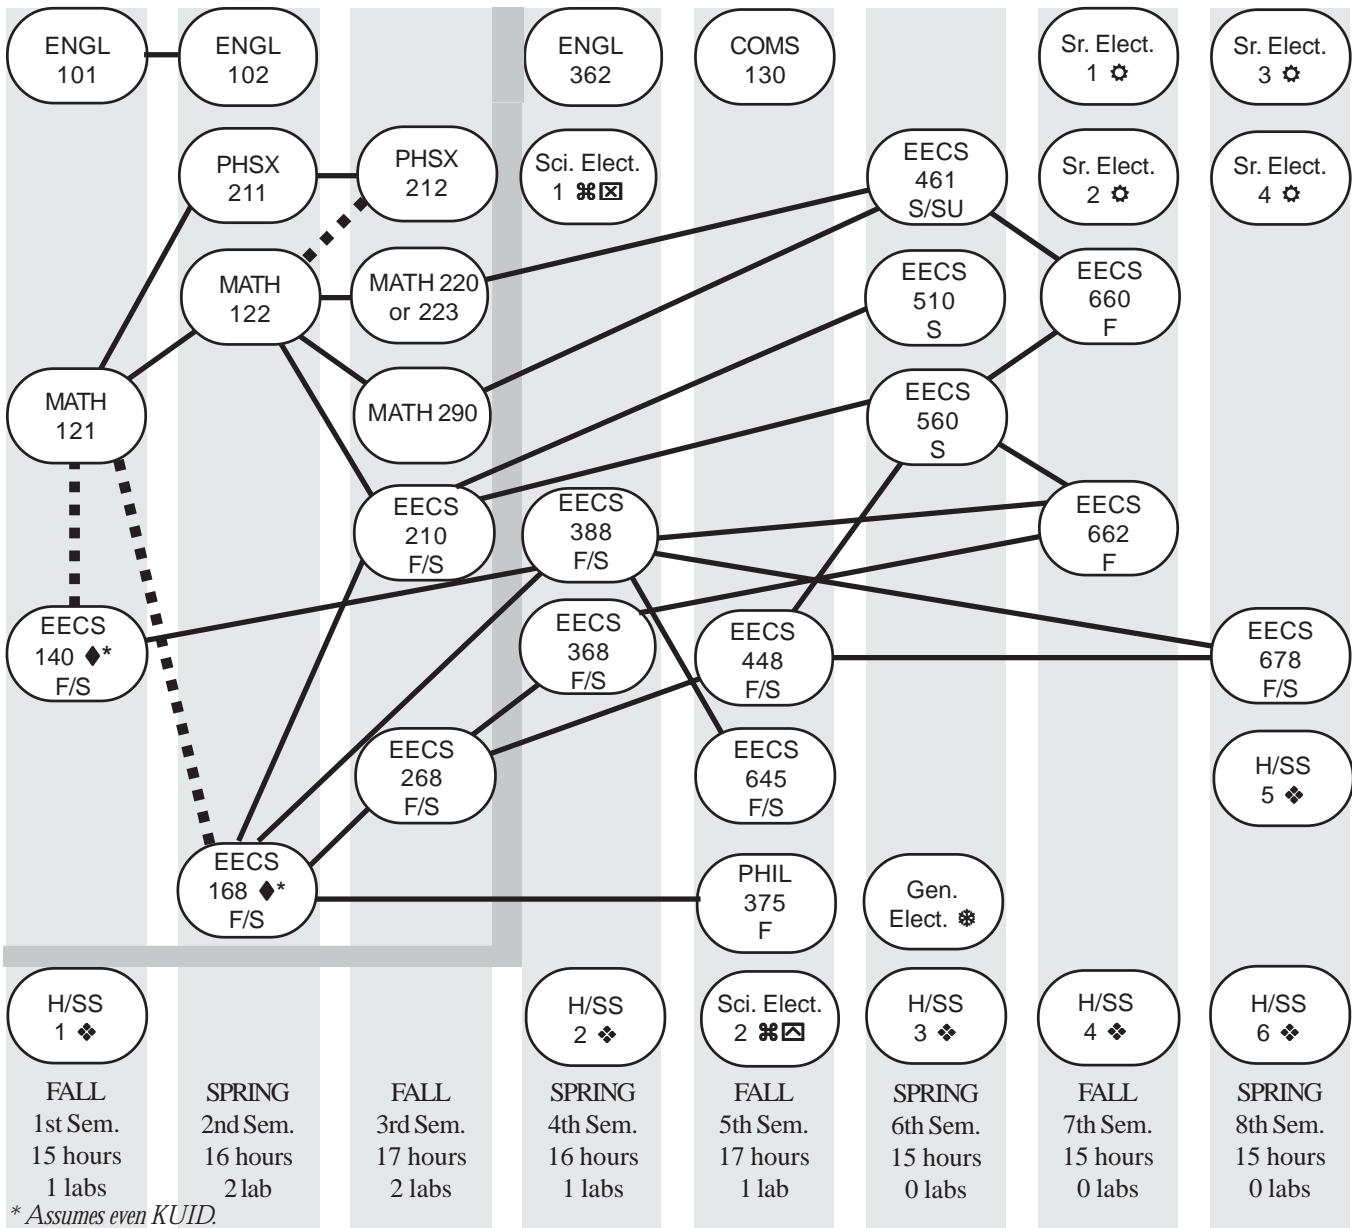 ENGL
101
ENGL
102
ENGL
362
COMS
130
Sr. Elect.
1
Sr. Elect.
3
PHSX
211
PHSX
212
Sci. Elect.
1 ⌘
EECS
461
S/SU
Sr. Elect.
2
Sr. Elect.
4
MATH
122
MATH 220
or 223
EECS
510
S
EECS
660
F
MATH
121
MATH 290
EECS
560
S
EECS
210
F/S
EECS
388
F/S
EECS
662
F
EECS
140 ♦*
F/S
EECS
368
F/S
EECS
448
F/S
EECS
678
F/S
EECS
268
F/S
EECS
645
F/S
H/SS
5 ❖
EECS
168 ♦*
F/S
PHIL
375
F
Gen.
Elect.
H/SS
1 ❖
H/SS
2 ❖
Sci. Elect.
2 ⌘
H/SS
3 ❖
H/SS
4 ❖
H/SS
6 ❖
FALL
1st Sem.
15 hours
1 labs
SPRING
2nd Sem.
16 hours
2 lab
FALL
3rd Sem.
17 hours
2 labs
SPRING
4th Sem.
16 hours
1 labs
FALL
5th Sem.
17 hours
1 lab
SPRING
6th Sem.
15 hours
0 labs
FALL
7th Sem.
15 hours
0 labs
SPRING
8th Sem.
15 hours
0 labs
* Assumes even KUID.